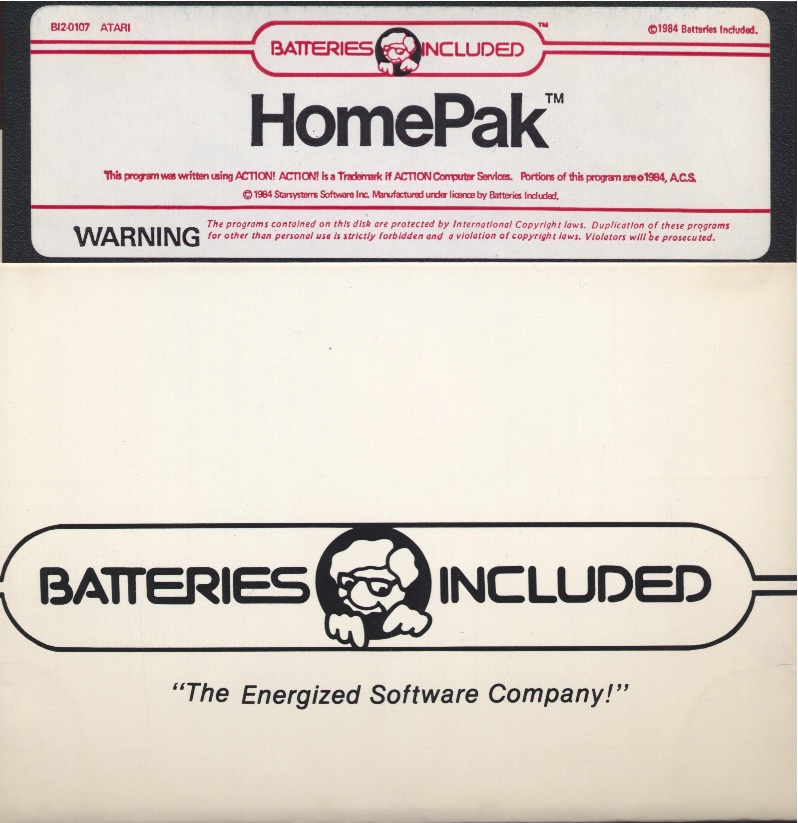 BI2-0107 ATARI
©1984 Batteries Included.
BATTERIES INCLUDED™
HomePak™
This program was written using ACTION! ACTION! is a Trademark if ACTION Computer Services. Portions of this program are © 1984, A.C.S.
© 1984 Starsystems Software Inc. Manufactured under licence by Batteries Included.
WARNING
The programs contained on this disk are protected by International Copyright laws. Duplication of these programs
for other than personal use is strictly forbidden and a violation of copyright laws. Violators will be prosecuted.
BATTERIES INCLUDED
"The Energized Software Company!"